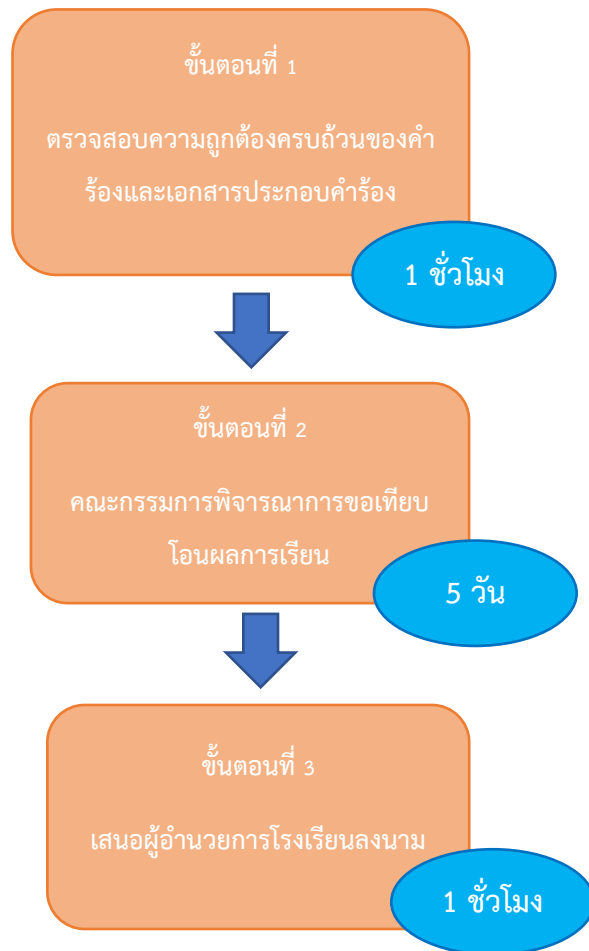 ขั้นตอนที่ 1
ตรวจสอบความถูกต้องครบถ้วนของคำ
ร้องและเอกสารประกอบคำร้อง
1 ชั่วโมง
ขั้นตอนที่ 2
คณะกรรมการพิจารณาการขอเทียบ
โอนผลการเรียน
5 วัน
ขั้นตอนที่ 3
เสนอผู้อำนวยการโรงเรียนลงนาม
1 ชั่วโมง